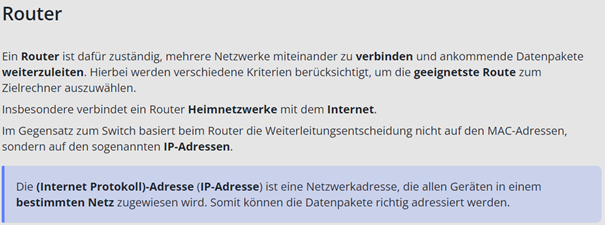 Router
Ein Router ist dafür zuständig, mehrere Netzwerke miteinander zu verbinden und ankommende Datenpakete
weiterzuleiten. Hierbei werden verschiedene Kriterien berücksichtigt, um die geeignetste Route zum
Zielrechner auszuwählen.
Insbesondere verbindet ein Router Heimnetzwerke mit dem Internet.
Im Gegensatz zum Switch basiert beim Router die Weiterleitungsentscheidung nicht auf den MAC-Adressen,
sondern auf den sogenannten IP-Adressen.
Die (Internet Protokoll)-Adresse (IP-Adresse) ist eine Netzwerkadresse, die allen Geräten in einem
bestimmten Netz zugewiesen wird. Somit können die Datenpakete richtig adressiert werden.